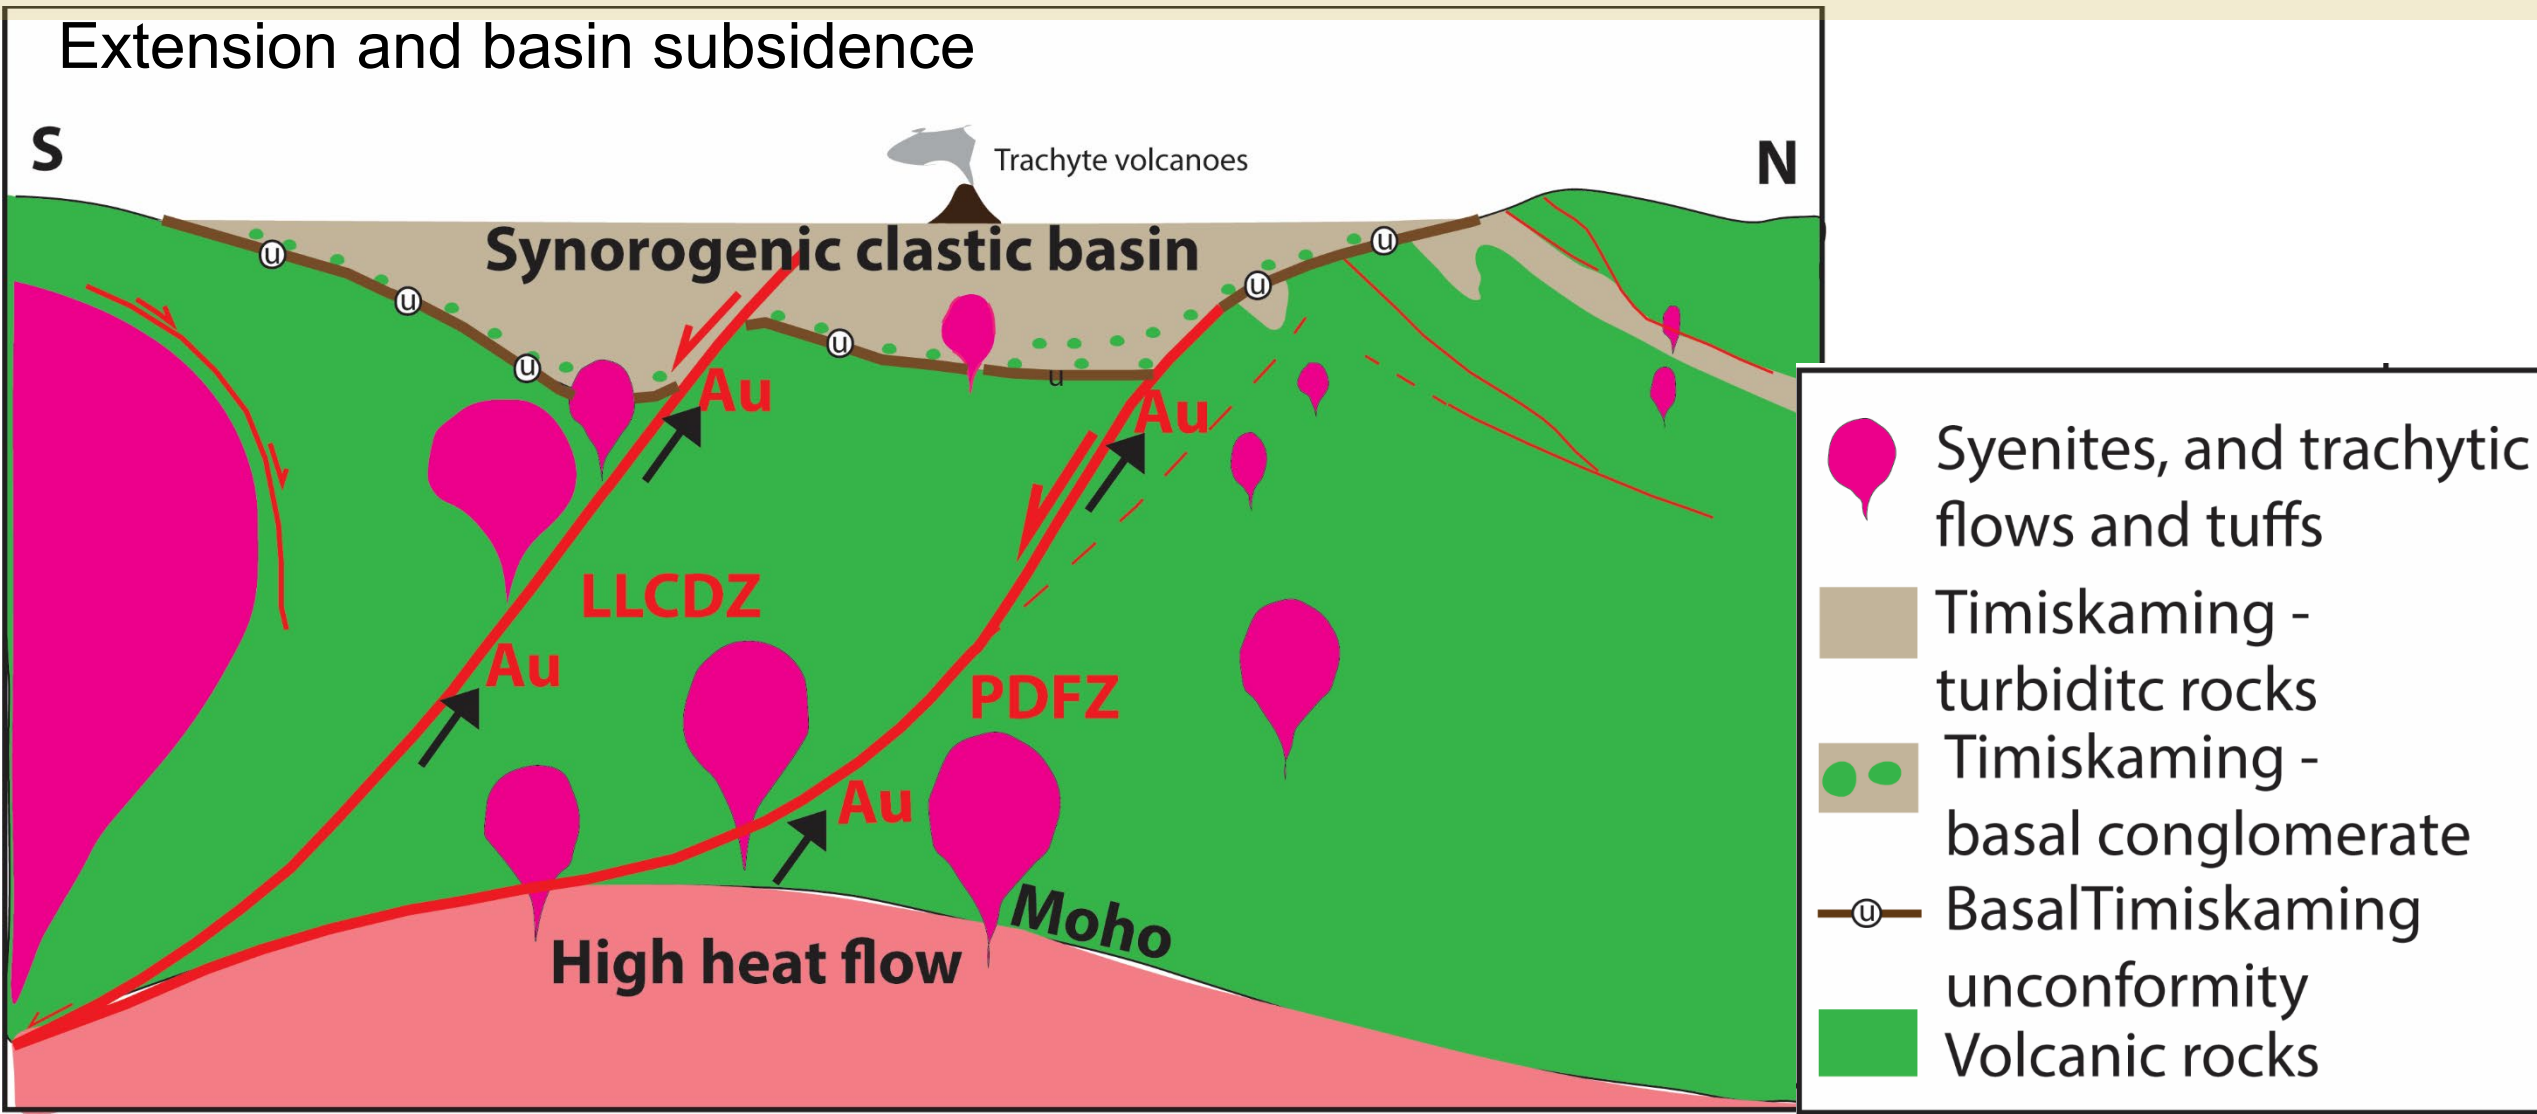 Extension and basin subsidence
S
N
Trachyte volcanoes
Synorogenic clastic basin
u
u
u
u
u
u
u
Au
Au
LLCDZ
Au
PDFZ
Au
Moho
High heat flow
Syenites, and trachytic
flows and tuffs
Timiskaming -
turbiditc rocks
Timiskaming -
basal conglomerate
u
BasalTimiskaming
unconformity
Volcanic rocks